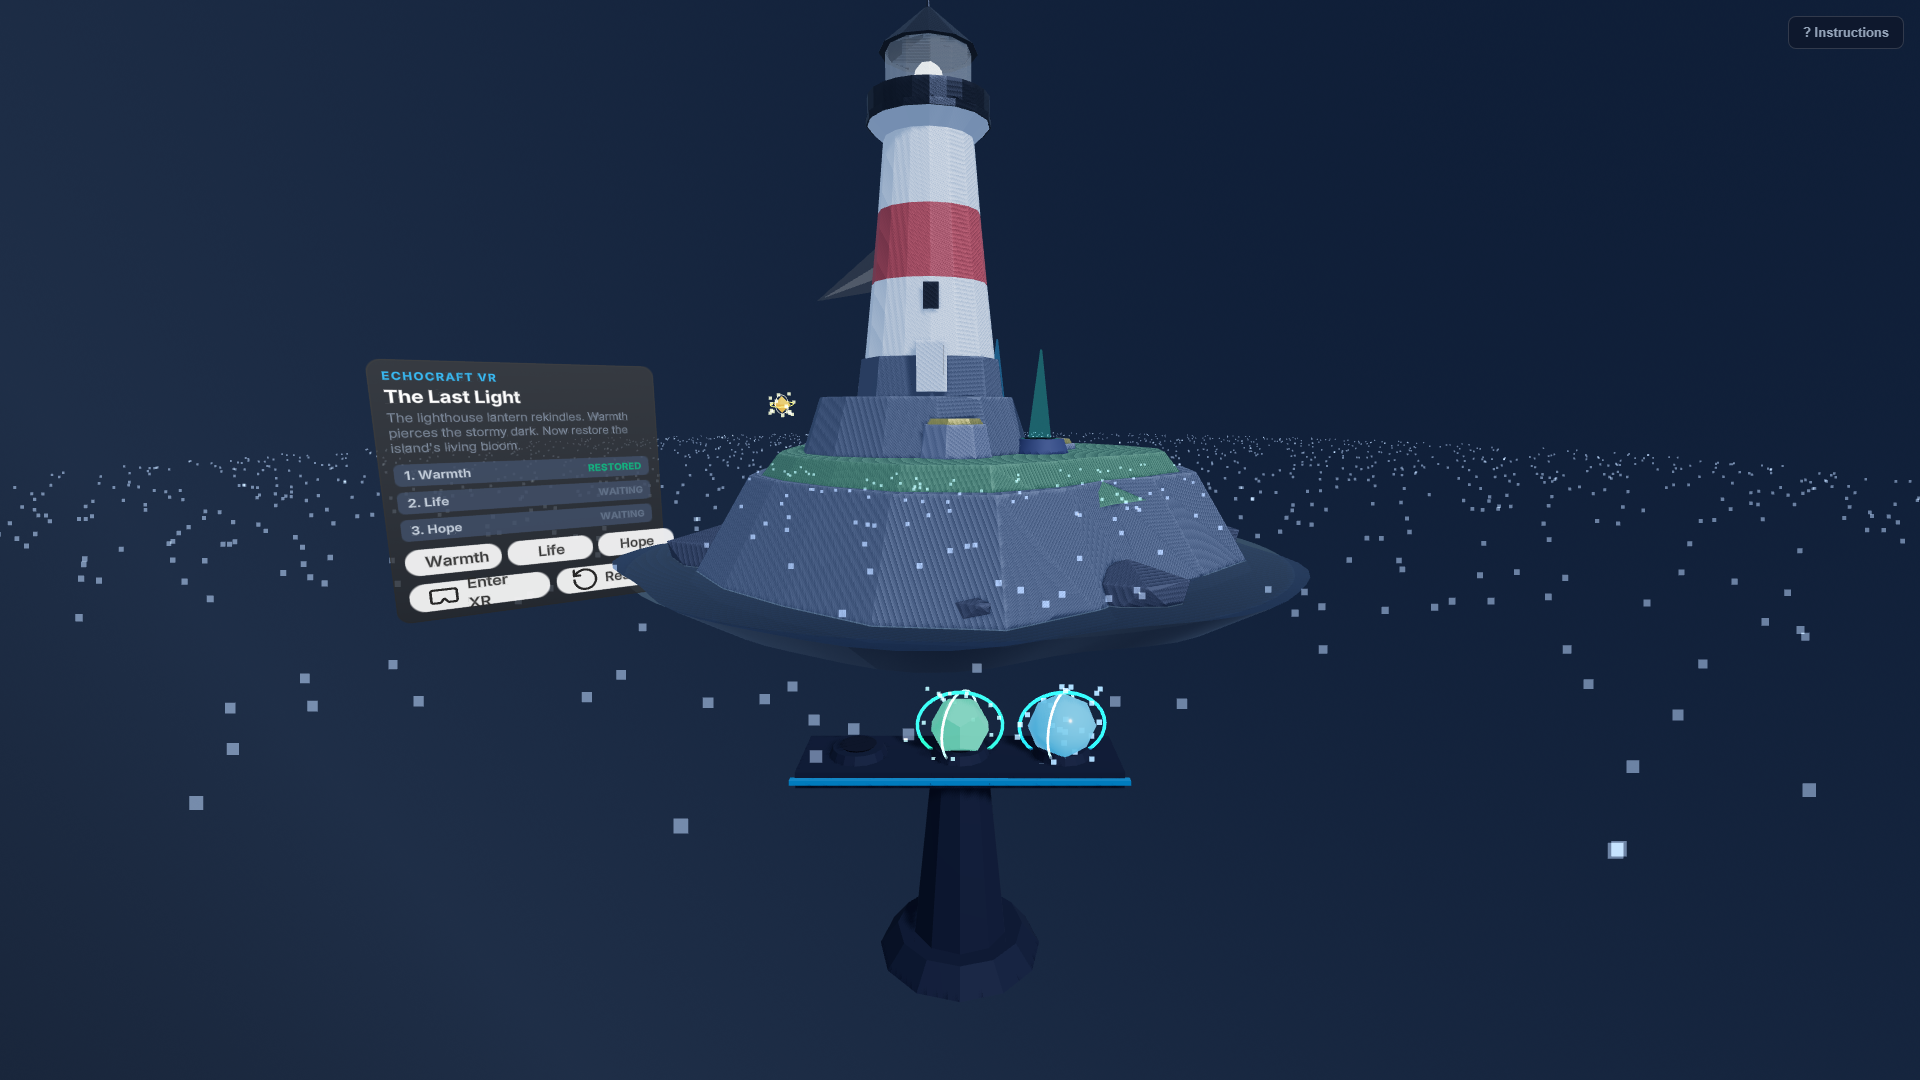 ? Instructions
ECHOCRAFT VR
The Last Light
The lighthouse lantern rekindles. Warmth
pierces the stormy dark. Now restore the
island's living bloom.
1. Warmth RESTORED
2. Life WAITING
3. Hope WAITING
Warmth Life Hope
Enter
XR